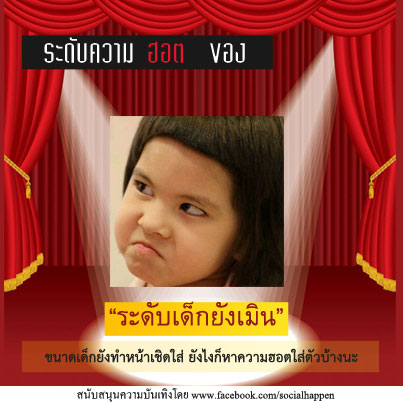 ระดับความ ฮอต ของ
“ระดับเด็กยังเมิน”
ขนาดเด็กยังทำหน้าเชิดใส่ ยังไงก็หาความฮอตใส่ตัวบ้างนะ
สนับสนุนความบันเทิงโดย www.facebook.com/socialhappen